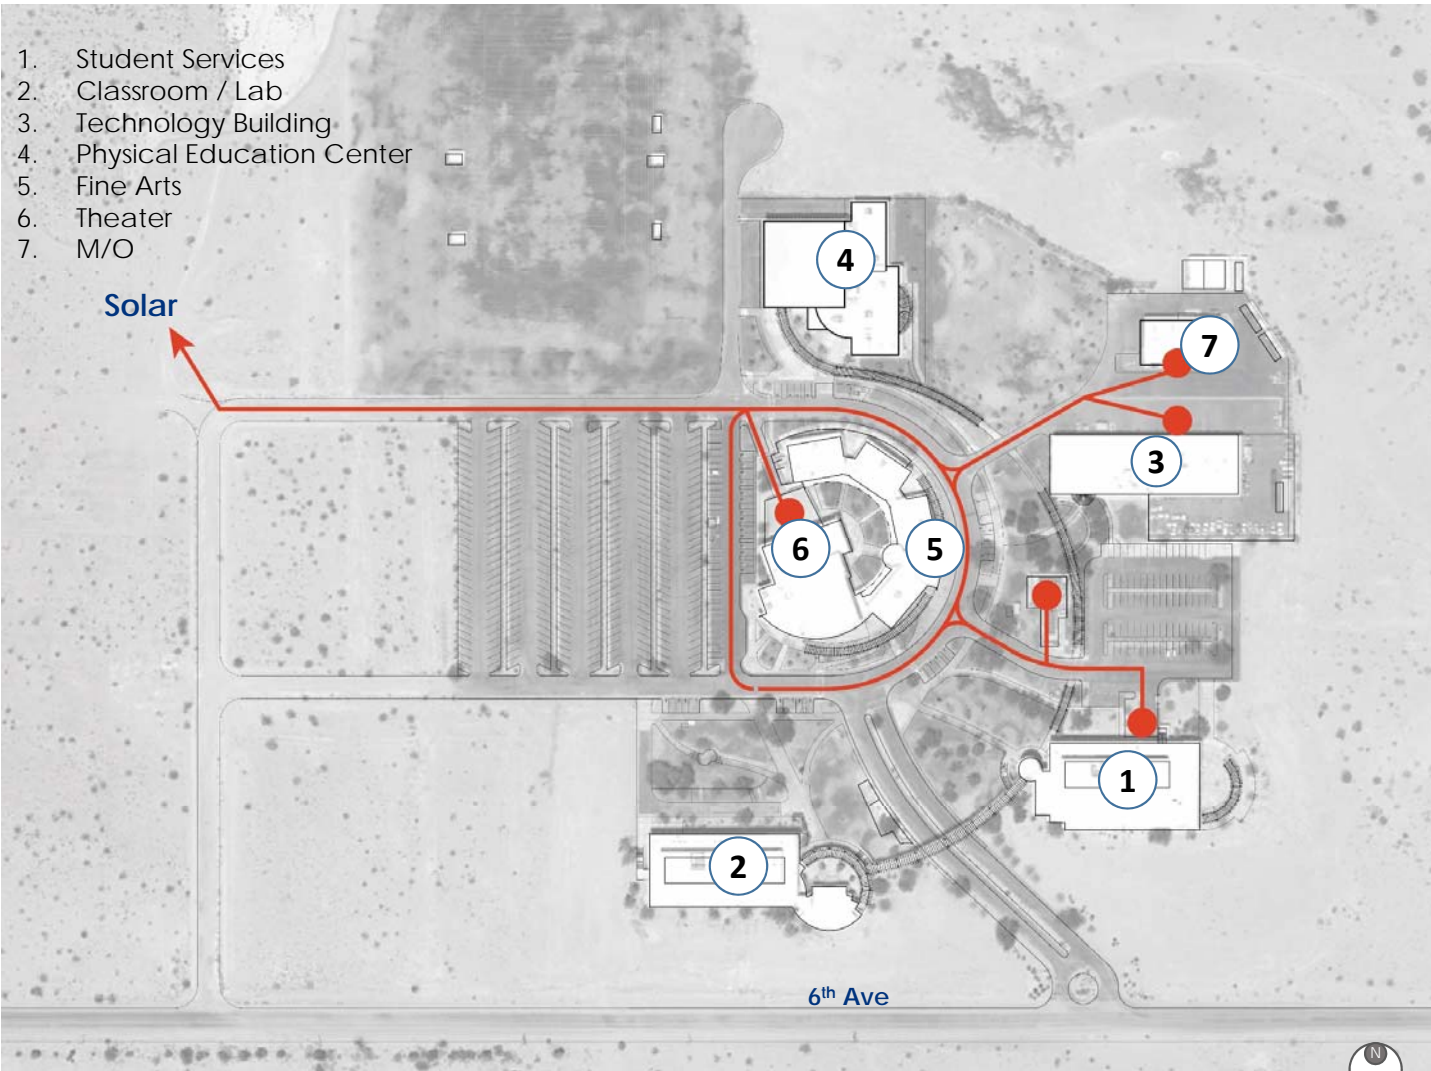 1. Student Services
2. Classroom / Lab
3. Technology Building
4. Physical Education Center
5. Fine Arts
6. Theater
7. M/O
Solar
4
7
3
6
5
1
2
6th Ave
N